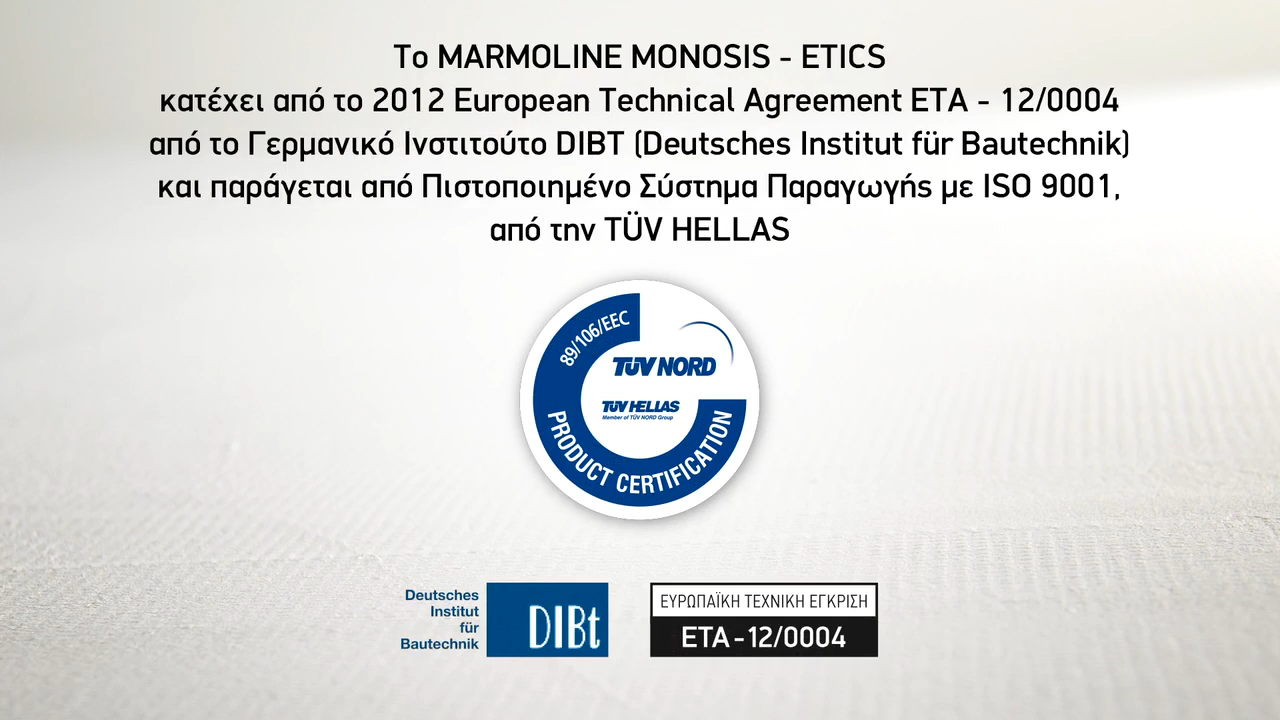 Το MARMOLINE MONOSIS - ETICS
κατέχει από το 2012 European Technical Agreement ETA - 12/0004
από το Γερμανικό Ινστιτούτο DIBT (Deutsches Institut für Bautechnik)
και παράγεται από Πιστοποιημένο Σύστημα Παραγωγής με ISO 9001,
από την TÜV HELLAS
89/106/EEC
TÜV NORD
TÜV HELLAS
Member of TÜV NORD Group
PRODUCT CERTIFICATION
Deutsches
Institut
für
Bautechnik
DIBt
ΕΥΡΩΠΑΪΚΗ ΤΕΧΝΙΚΗ ΕΓΚΡΙΣΗ
ETA - 12/0004